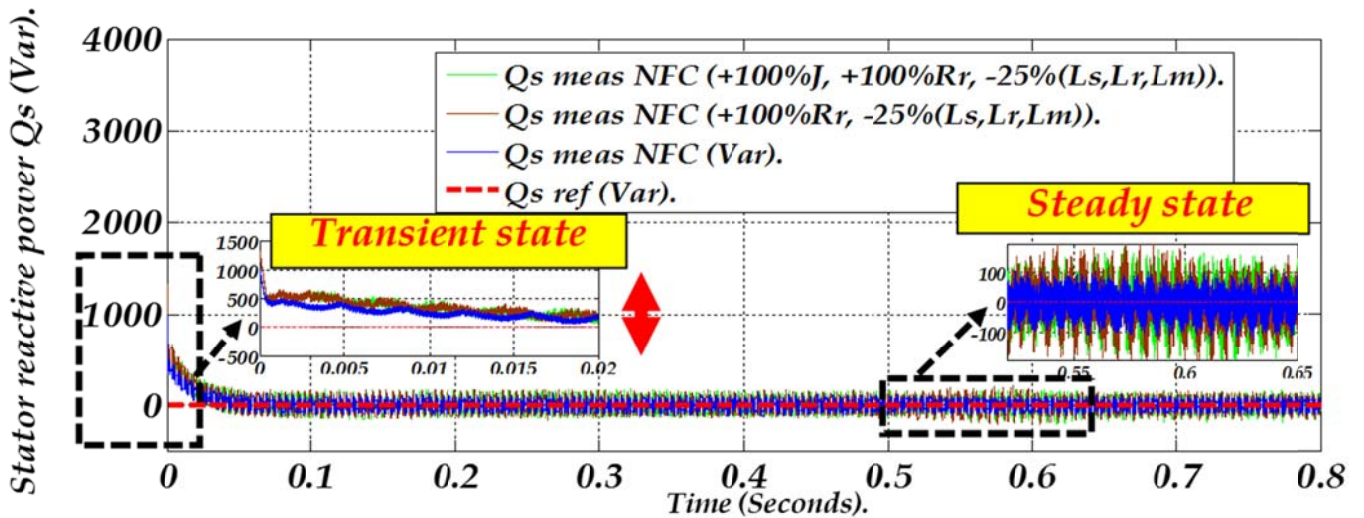 Stator reactive power Qs (Var).
4000
3000
2000
1000
0
Qs meas NFC (+100%J, +100%Rr, -25%(Ls,Lr,Lm)).
Qs meas NFC (+100%Rr, -25%(Ls,Lr,Lm)).
Qs meas NFC (Var).
Qs ref (Var).
Transient state
1500
1000
500
0
-500
0 0.005 0.01 0.015 0.02
Steady state
100
0
-100
0.55 0.6 0.65
0 0.1 0.2 0.3 0.4 0.5 0.6 0.7 0.8
Time (Seconds).